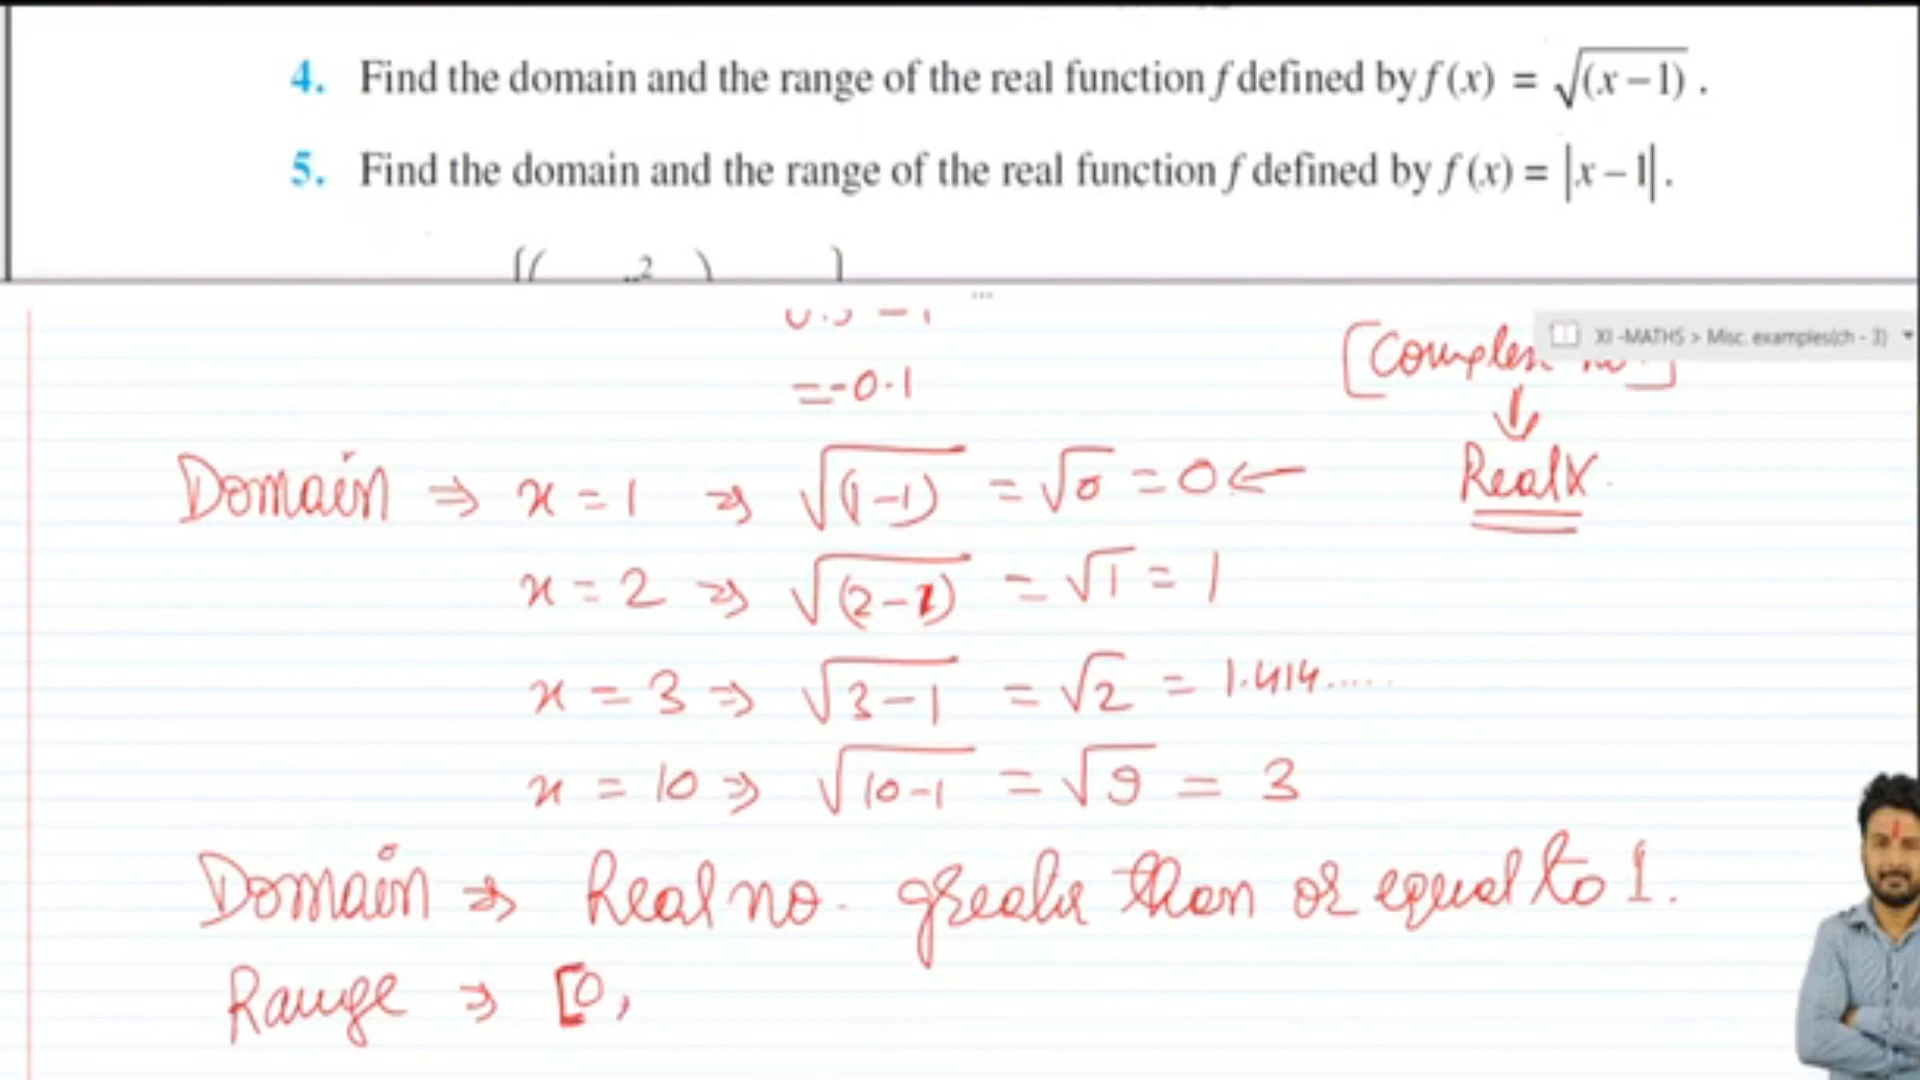 4. Find the domain and the range of the real function f defined by f(x) = √(x – 1) .
5. Find the domain and the range of the real function f defined by f (x) = |x – 1| .
XI -MATHS > Misc. examples(ch - 3)
= -0.1
Domain ⇒ x = 1 ⇒ √(1-1) = √0 = 0 ←
Real x
x = 2 ⇒ √(2-1) = √1 = 1
x = 3 ⇒ √3-1 = √2 = 1.414.....
x = 10 ⇒ √10-1 = √9 = 3
Domain ⇒ Real no. greater than or equal to 1.
Range ⇒ [0,